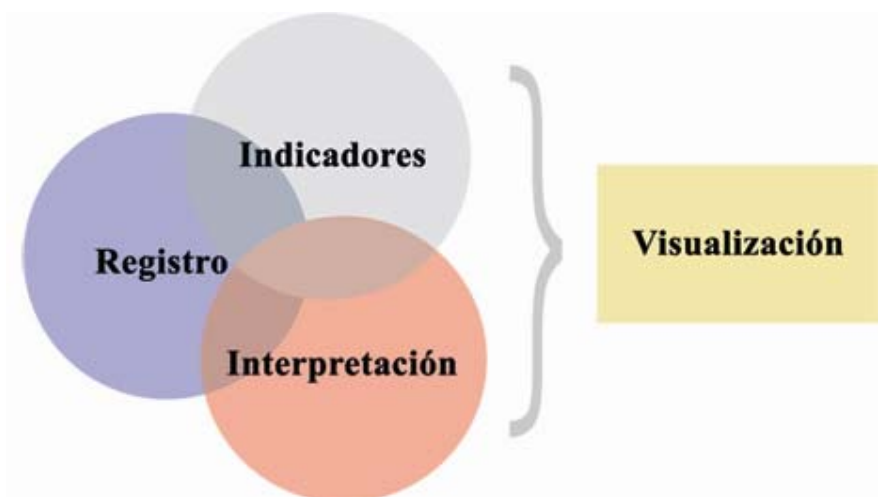 Indicadores
Registro
Interpretación
Visualización